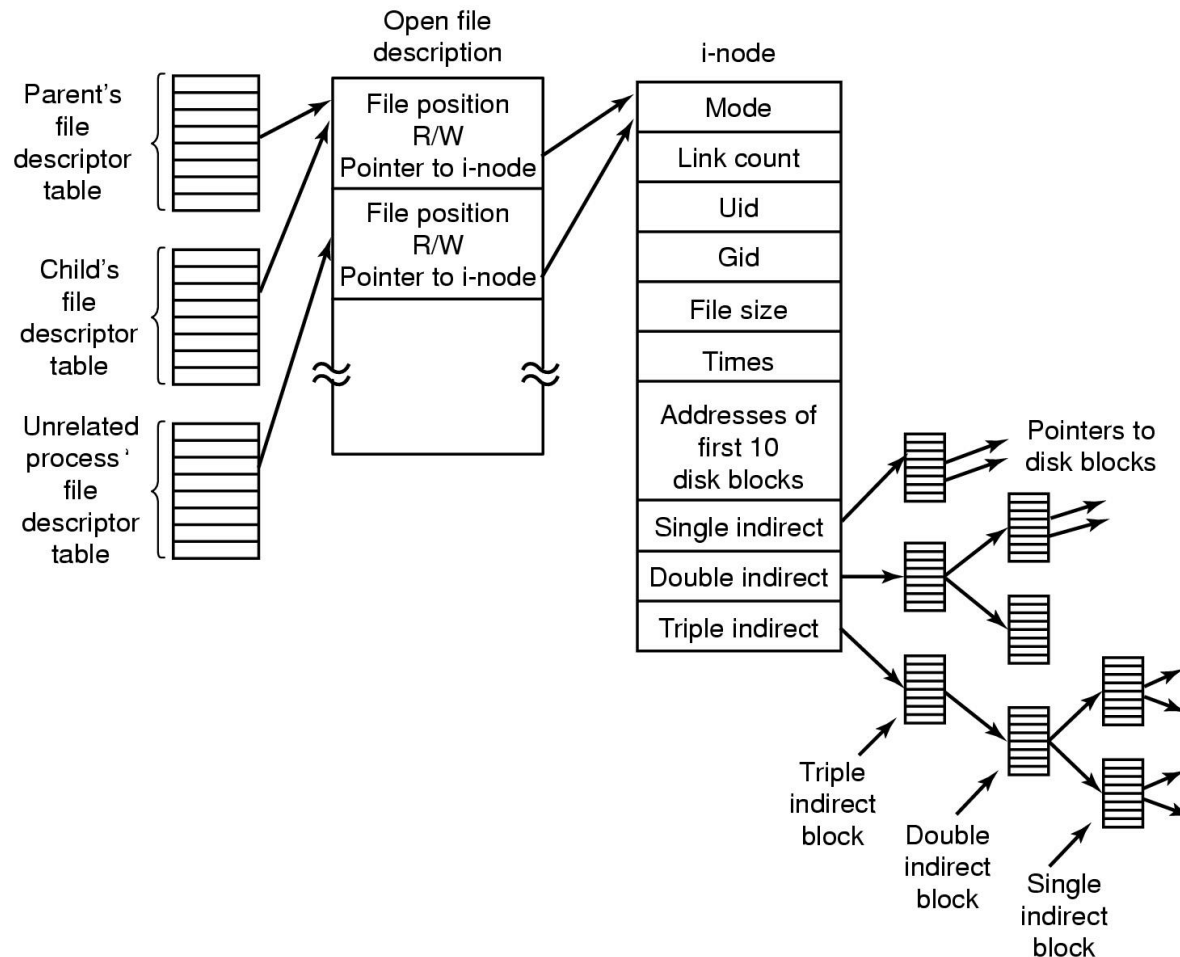 Open file
description
i-node
Parent's
file
descriptor
table
File position
R/W
Pointer to i-node
File position
R/W
Pointer to i-node
Child's
file
descriptor
table
Unrelated
process'
file
descriptor
table
Mode
Link count
Uid
Gid
File size
Times
Addresses of
first 10
disk blocks
Single indirect
Double indirect
Triple indirect
Pointers to
disk blocks
Triple
indirect
block
Double
indirect
block
Single
indirect
block